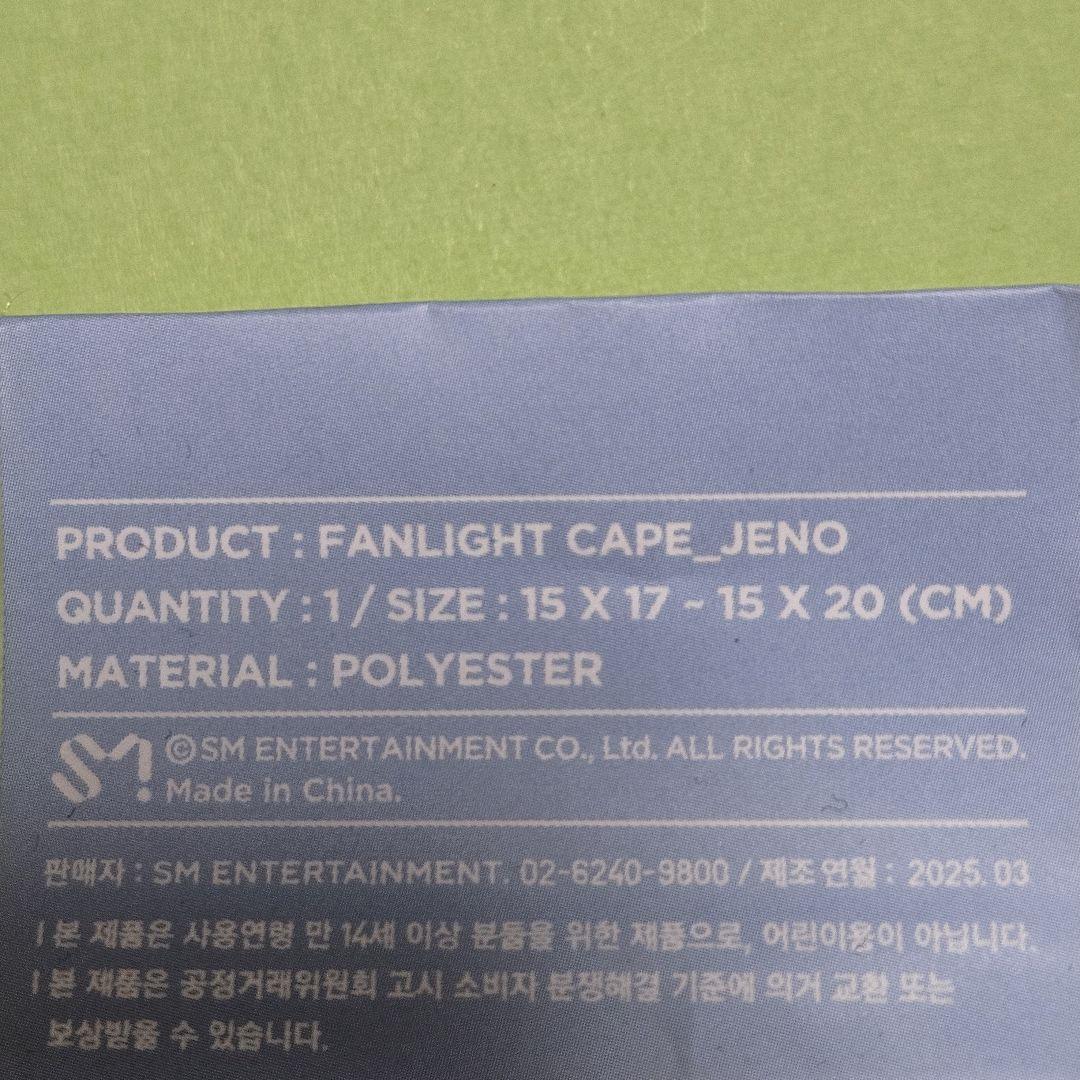 PRODUCT : FANLIGHT CAPE_JENO
QUANTITY : 1 / SIZE : 15 X 17 ~ 15 X 20 (CM)
MATERIAL : POLYESTER
SM ©SM ENTERTAINMENT CO., Ltd. ALL RIGHTS RESERVED.
Made in China.
판매자 : SM ENTERTAINMENT. 02-6240-9800 / 제조연월 : 2025. 03
/ 본 제품은 사용연령 만 14세 이상 분들을 위한 제품으로, 어린이용이 아닙니다.
/ 본 제품은 공정거래위원회 고시 소비자 분쟁해결 기준에 의거 교환 또는
보상받을 수 있습니다.